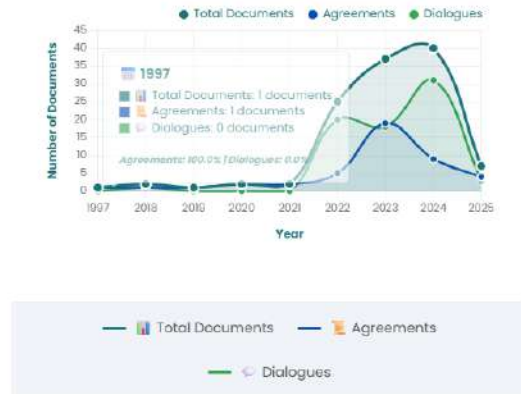 Total Documents Agreements Dialogues
Number of Documents
45
40
35
30
25
20
15
10
5
0
1997
Total Documents: 1 documents
Agreements: 1 documents
Dialogues: 0 documents
Agreements: 100.0% | Dialogues: 0.0%
1997 2018 2019 2020 2021 2022 2023 2024 2025
Year
Total Documents Agreements
Dialogues